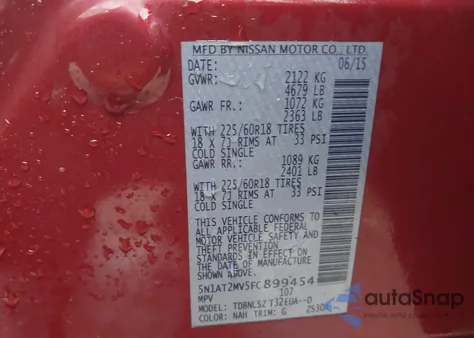 MFD BY NISSAN MOTOR CO., LTD.
DATE: 06/15
GVWR: 2122 KG
4679 LB
GAWR FR.: 1072 KG
2363 LB
WITH 225/60R18 TIRES
18 X 7J RIMS AT 33 PSI
COLD SINGLE
GAWR RR.: 1089 KG
2401 LB
WITH 225/60R18 TIRES
18 X 7J RIMS AT 33 PSI
COLD SINGLE
THIS VEHICLE CONFORMS TO
ALL APPLICABLE FEDERAL
MOTOR VEHICLE SAFETY AND
THEFT PREVENTION
STANDARDS IN EFFECT ON
THE DATE OF MFR
5N1AT2MV5FC899454
MPV 107
MODEL: TDBNLSZ T32EUA--D
COLOR: NAH TRIM: G
autoSnap